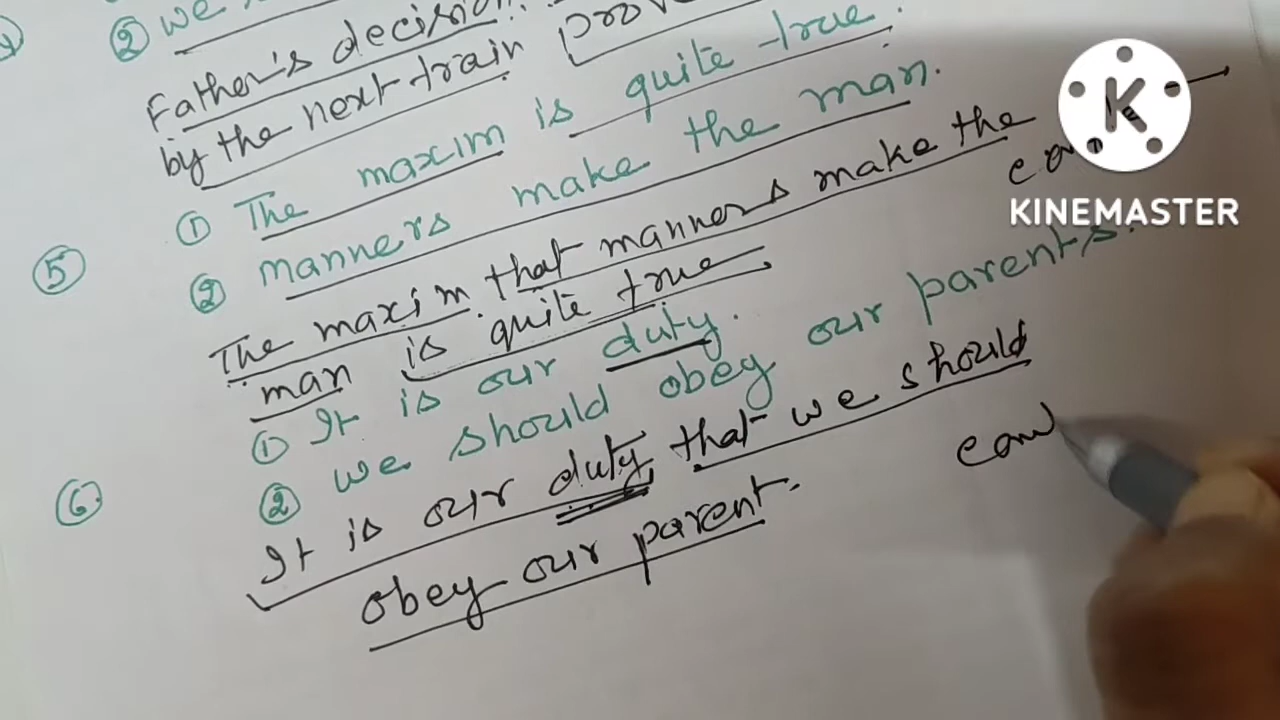 ② we
Father's decision
by the next train prov
① The maxim is quite true.
⑤ ② manners make the man.
The maxim that manners make the
man is quite true
① It is our duty.
⑥ ② we should obey our parents.
It is our duty that we should
obey our parent.
com
KINEMASTER